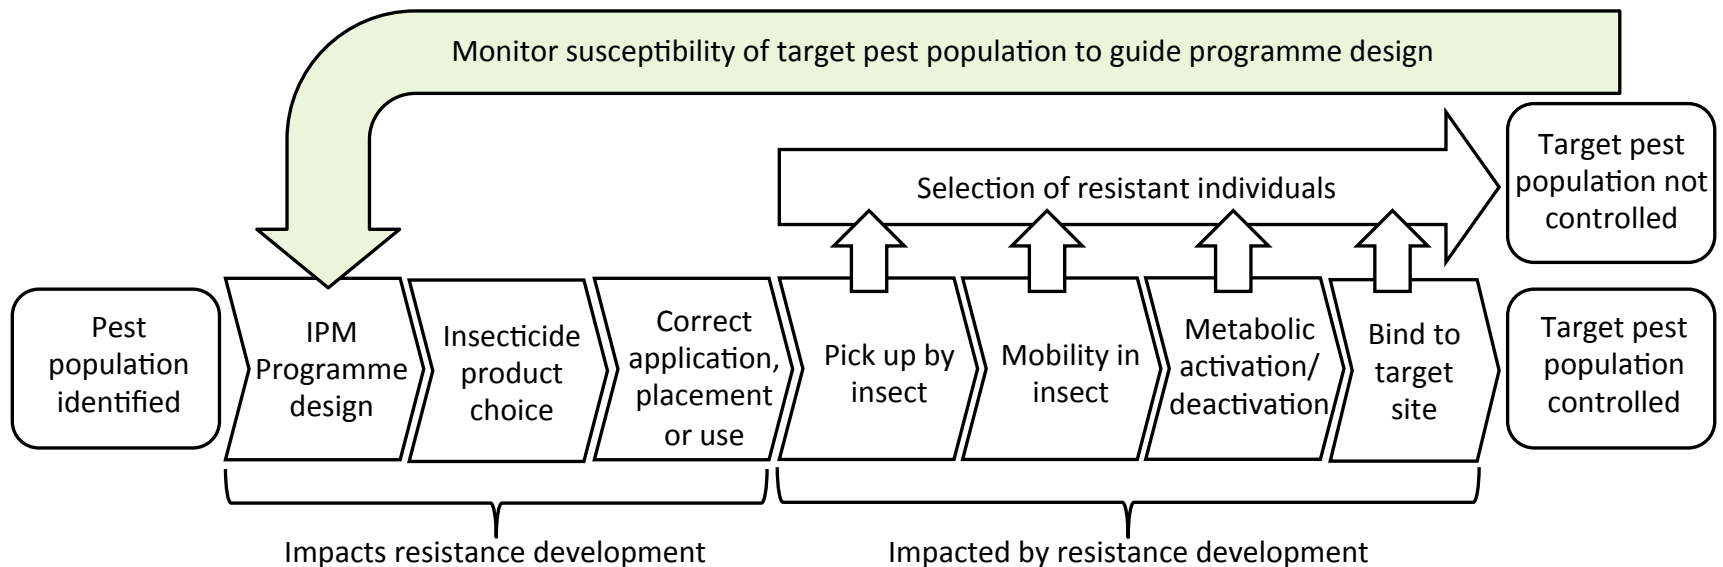 Monitor susceptibility of target pest population to guide programme design
Selection of resistant individuals
Target pest
population not
controlled
Pest
population
identified
IPM
Programme
design
Insecticide
product
choice
Correct
application,
placement
or use
Pick up by
insect
Mobility in
insect
Metabolic
activation/
deactivation
Bind to
target
site
Target pest
population
controlled
Impacts resistance development
Impacted by resistance development